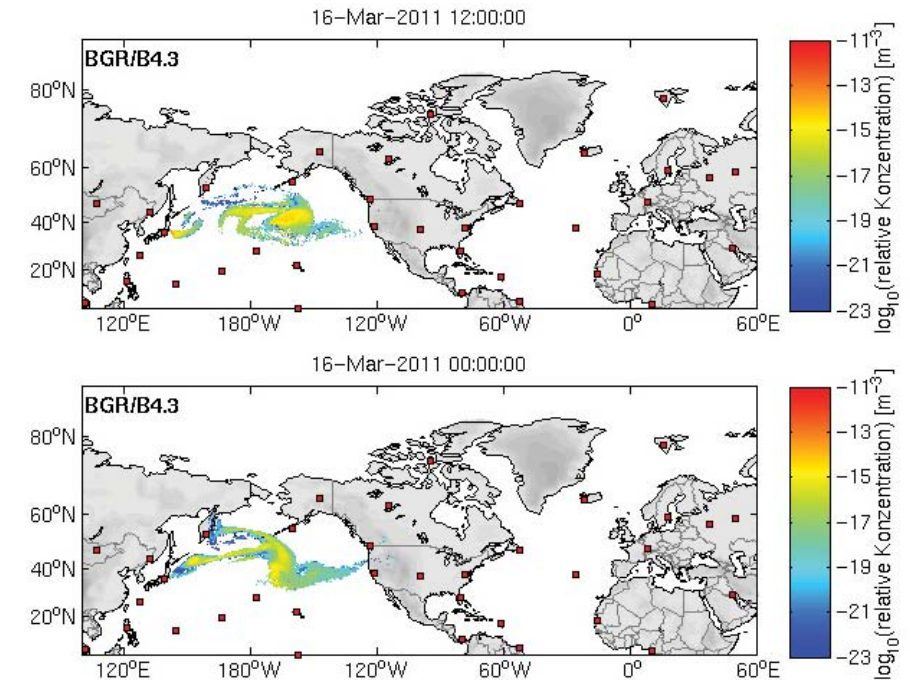 16-Mar-2011 12:00:00
BGR/B4.3
80°N
60°N
40°N
20°N
120°E 180°W 120°W 60°W 0° 60°E
-11
-13
-15
-17
-19
-21
-23
log10(relative Konzentration) [m-3]
16-Mar-2011 00:00:00
BGR/B4.3
80°N
60°N
40°N
20°N
120°E 180°W 120°W 60°W 0° 60°E
-11
-13
-15
-17
-19
-21
-23
log10(relative Konzentration) [m-3]